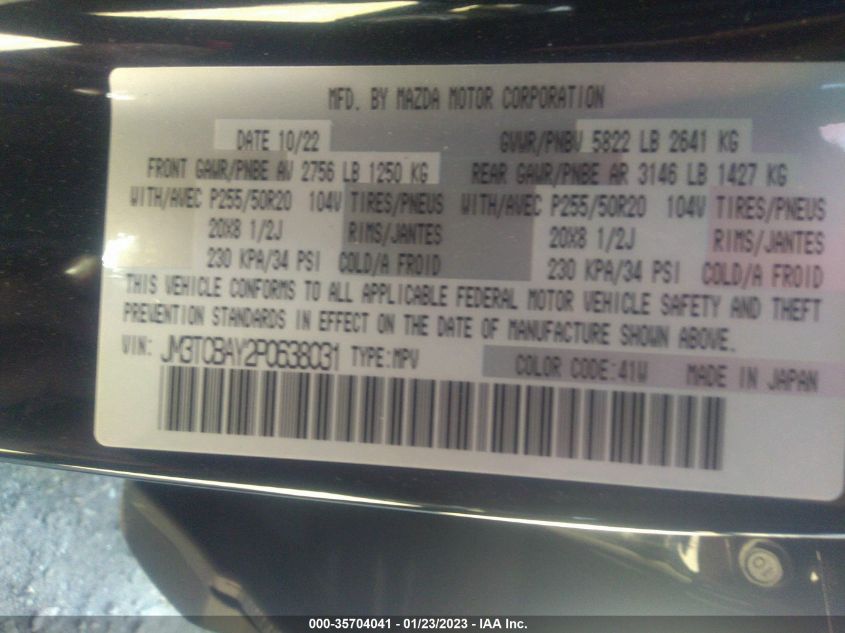 MFD. BY MAZDA MOTOR CORPORATION
DATE 10/22 GVWR/PNBV 5822 LB 2641 KG
FRONT GAWR/PNBE AV 2756 LB 1250 KG REAR GAWR/PNBE AR 3146 LB 1427 KG
WITH/AVEC P255/50R20 104V TIRES/PNEUS WITH/AVEC P255/50R20 104V TIRES/PNEUS
20X8 1/2J RIMS/JANTES 20X8 1/2J RIMS/JANTES
230 KPA/34 PSI COLD/A FROID 230 KPA/34 PSI COLD/A FROID
THIS VEHICLE CONFORMS TO ALL APPLICABLE FEDERAL MOTOR VEHICLE SAFETY AND THEFT
PREVENTION STANDARDS IN EFFECT ON THE DATE OF MANUFACTURE SHOWN ABOVE.
VIN: JM3TCBAY2P0638031 TYPE:MPV COLOR CODE:41W MADE IN JAPAN
000-35704041 - 01/23/2023 - IAA Inc.